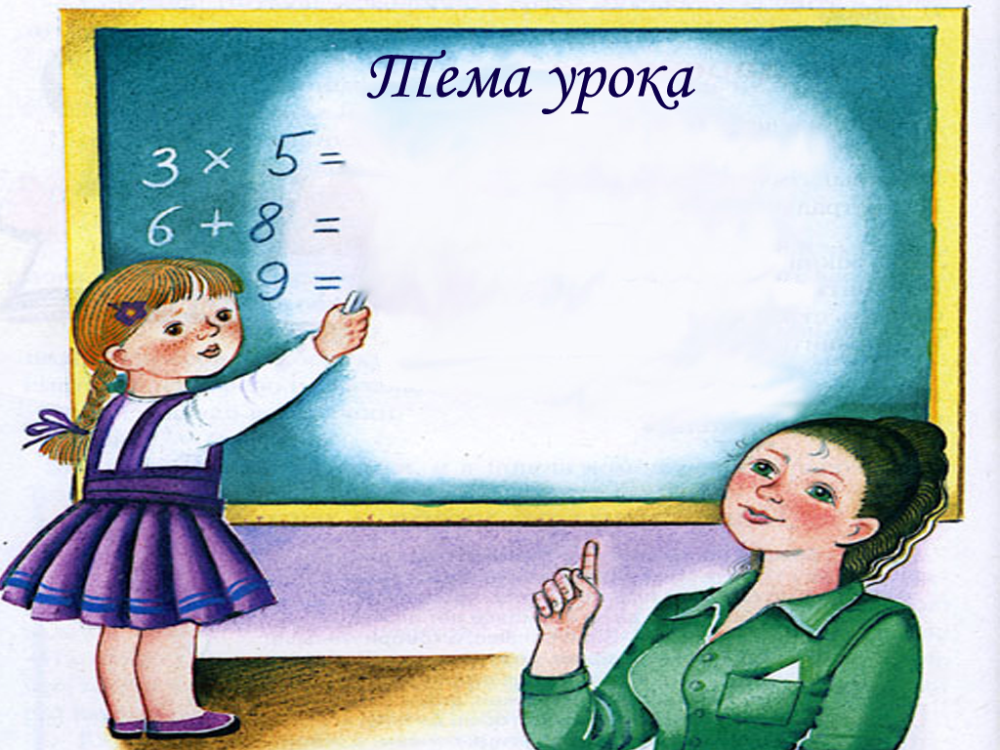 Тема урока
3 × 5 =
6 + 8 =
9 =